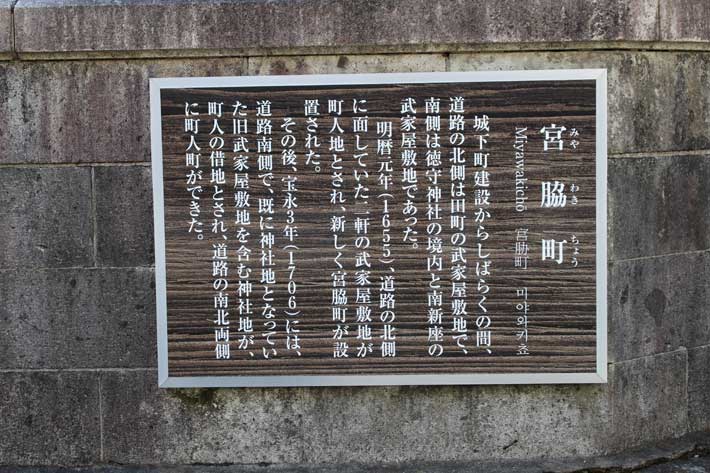 宮脇町
みや わき ちょう
Miyawakicho 宮脇町 미야와키쵸
城下町建設からしばらくの間、
道路の北側は田町の武家屋敷地で、
南側は徳守神社の境内と南新座の
武家屋敷地であった。
明暦元年(1655)、道路の北側
に面していた二軒の武家屋敷地が
町人地とされ、新しく宮脇町が設
置された。
その後、宝永3年(1706)には、
道路南側で、既に神社地となってい
た旧武家屋敷地を含む神社地が、
町人の借地とされ、道路の南北両側
に町人町ができた。